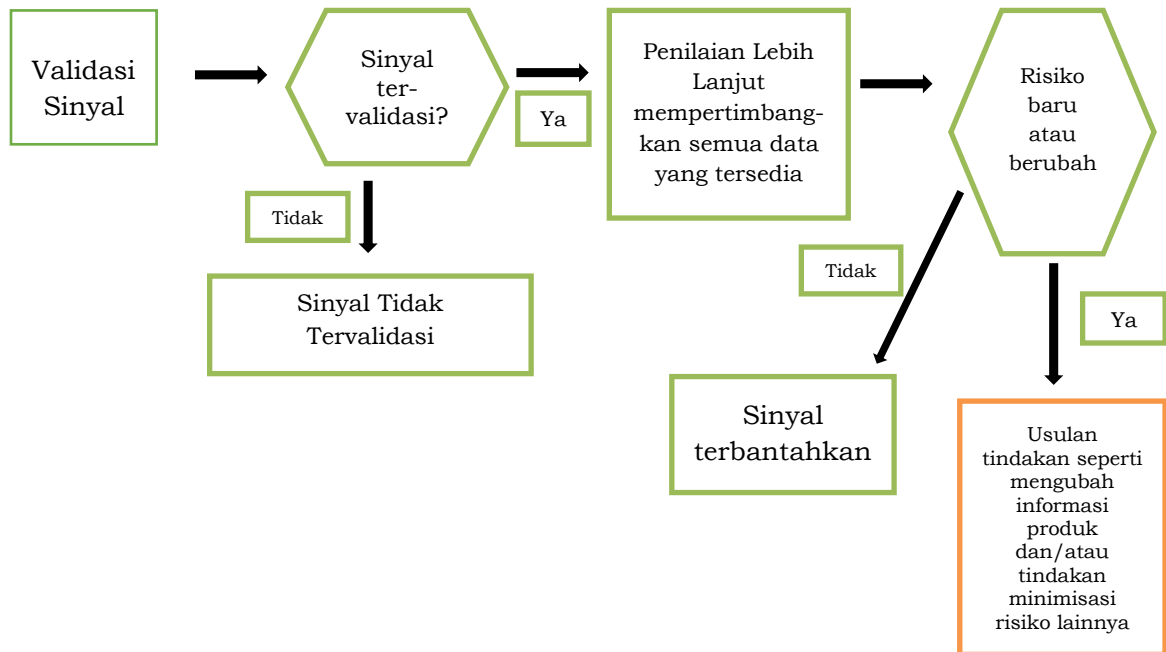 Validasi
Sinyal
Sinyal
ter-
validasi?
Ya
Penilaian Lebih
Lanjut
mempertimbang-
kan semua data
yang tersedia
Risiko
baru
atau
berubah
Tidak
Sinyal Tidak
Tervalidasi
Tidak
Ya
Sinyal
terbantahkan
Usulan
tindakan seperti
mengubah
informasi
produk
dan/atau
tindakan
minimisasi
risiko lainnya